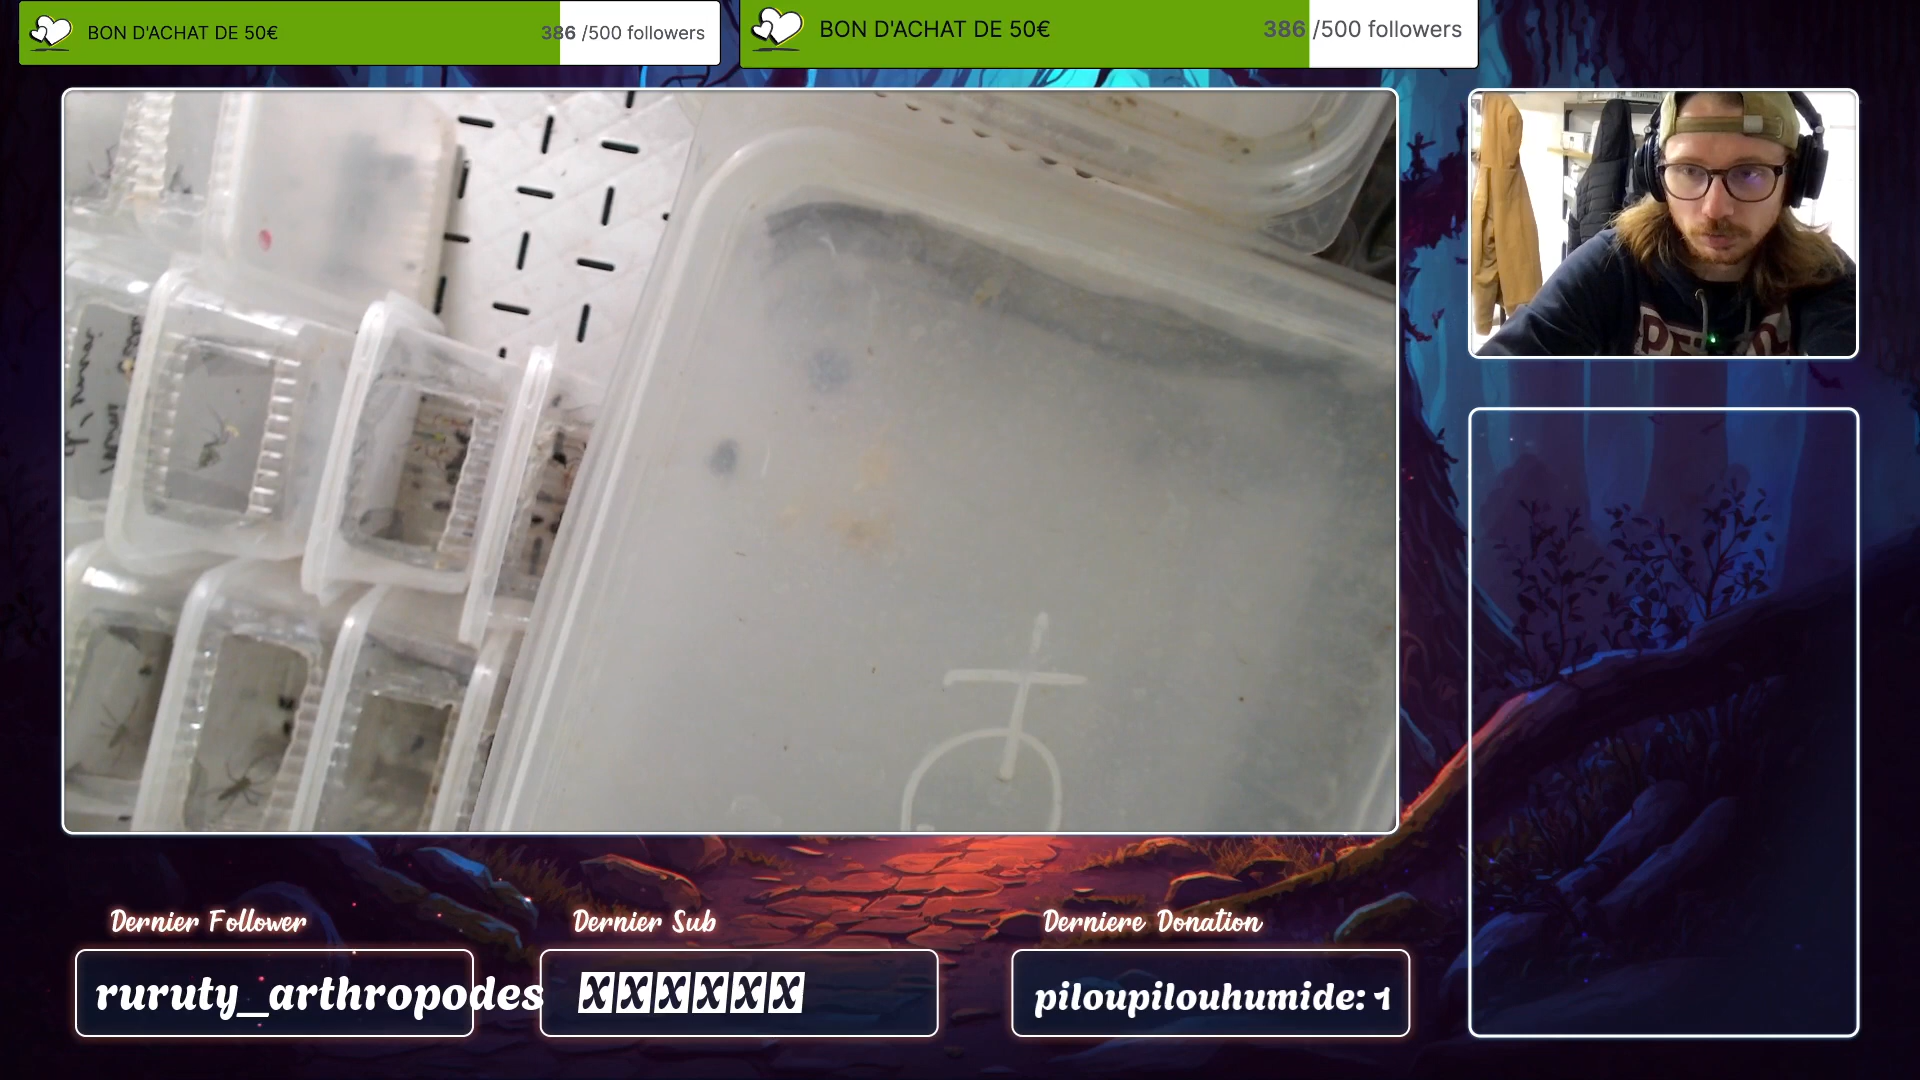 BON D'ACHAT DE 50€ 386 /500 followers
BON D'ACHAT DE 50€ 386 /500 followers
Dernier Follower
Dernier Sub
Derniere Donation
ruruty_arthropodes
piloupilouhumide: 1